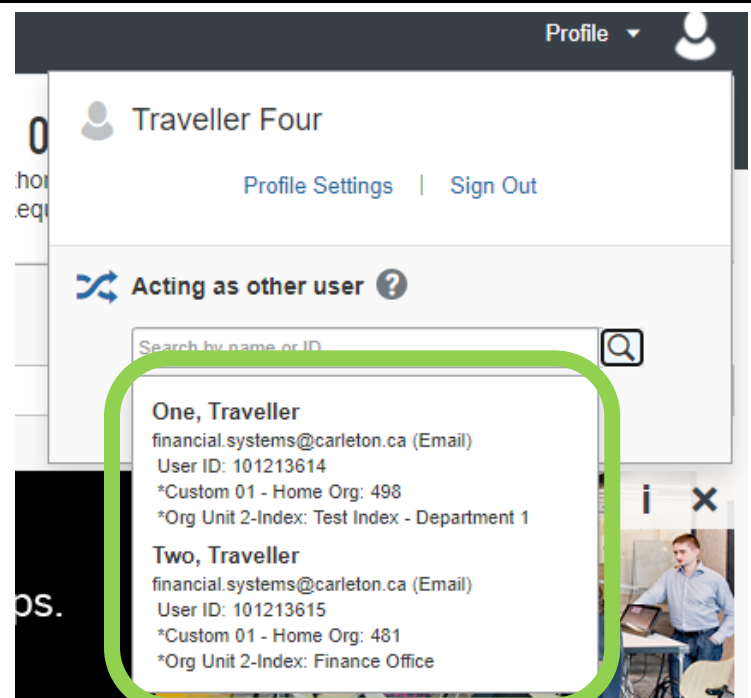 Profile
Traveller Four
0
Profile Settings | Sign Out
Acting as other user ?
Search by name or ID
One, Traveller
financial.systems@carleton.ca (Email)
User ID: 101213614
*Custom 01 - Home Org: 498
*Org Unit 2-Index: Test Index - Department 1
Two, Traveller
financial.systems@carleton.ca (Email)
User ID: 101213615
*Custom 01 - Home Org: 481
*Org Unit 2-Index: Finance Office
i ×
ps.